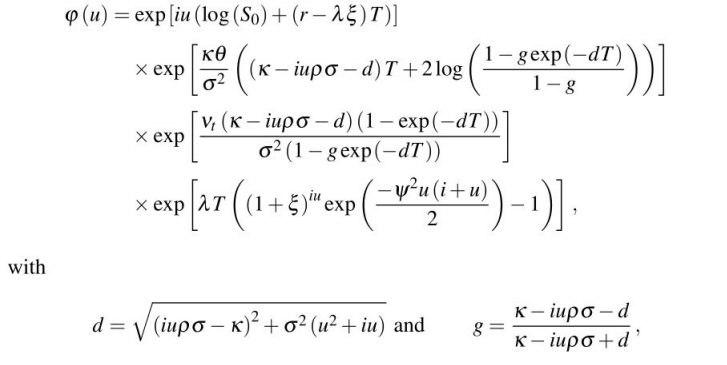 φ(u) = exp[iu(log(S₀) + (r − λξ)T)]
× exp[κθ/σ² ((κ − iuρσ − d)T + 2 log((1 − g exp(−dT))/(1 − g)))]
× exp[νₜ(κ − iuρσ − d)(1 − exp(−dT))/(σ²(1 − g exp(−dT)))]
× exp[λT((1 + ξ)^{iu} exp(−ψ²u(i + u)/2) − 1)],
with
d = √((iuρσ − κ)² + σ²(u² + iu)) and g = (κ − iuρσ − d)/(κ − iuρσ + d),